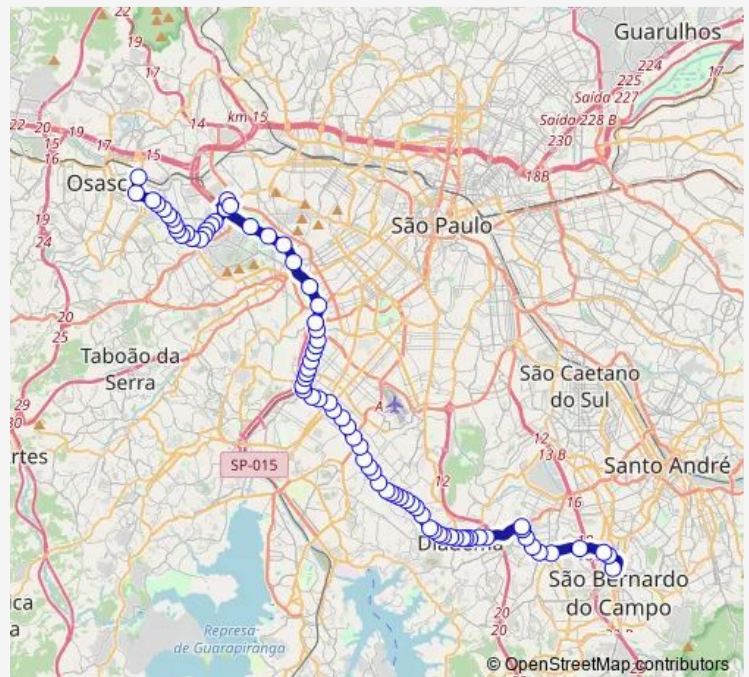 22
19
17
Guarulhos
224
225
17
Saída 227
Saída 228 B
230
km 15
14
22
20
19
17
15
16
15
18B
Osasc
São Paulo
19
24
20
25
Taboão da
Serra
São Caetano
do Sul
29
30
A
12
13 B
rtes
SP-015
Santo André
12
16
Diadema
18
São Bernardo
do Campo
ica
a
Represa
de Guarapiranga
20
20
20
© OpenStreetMap contributors